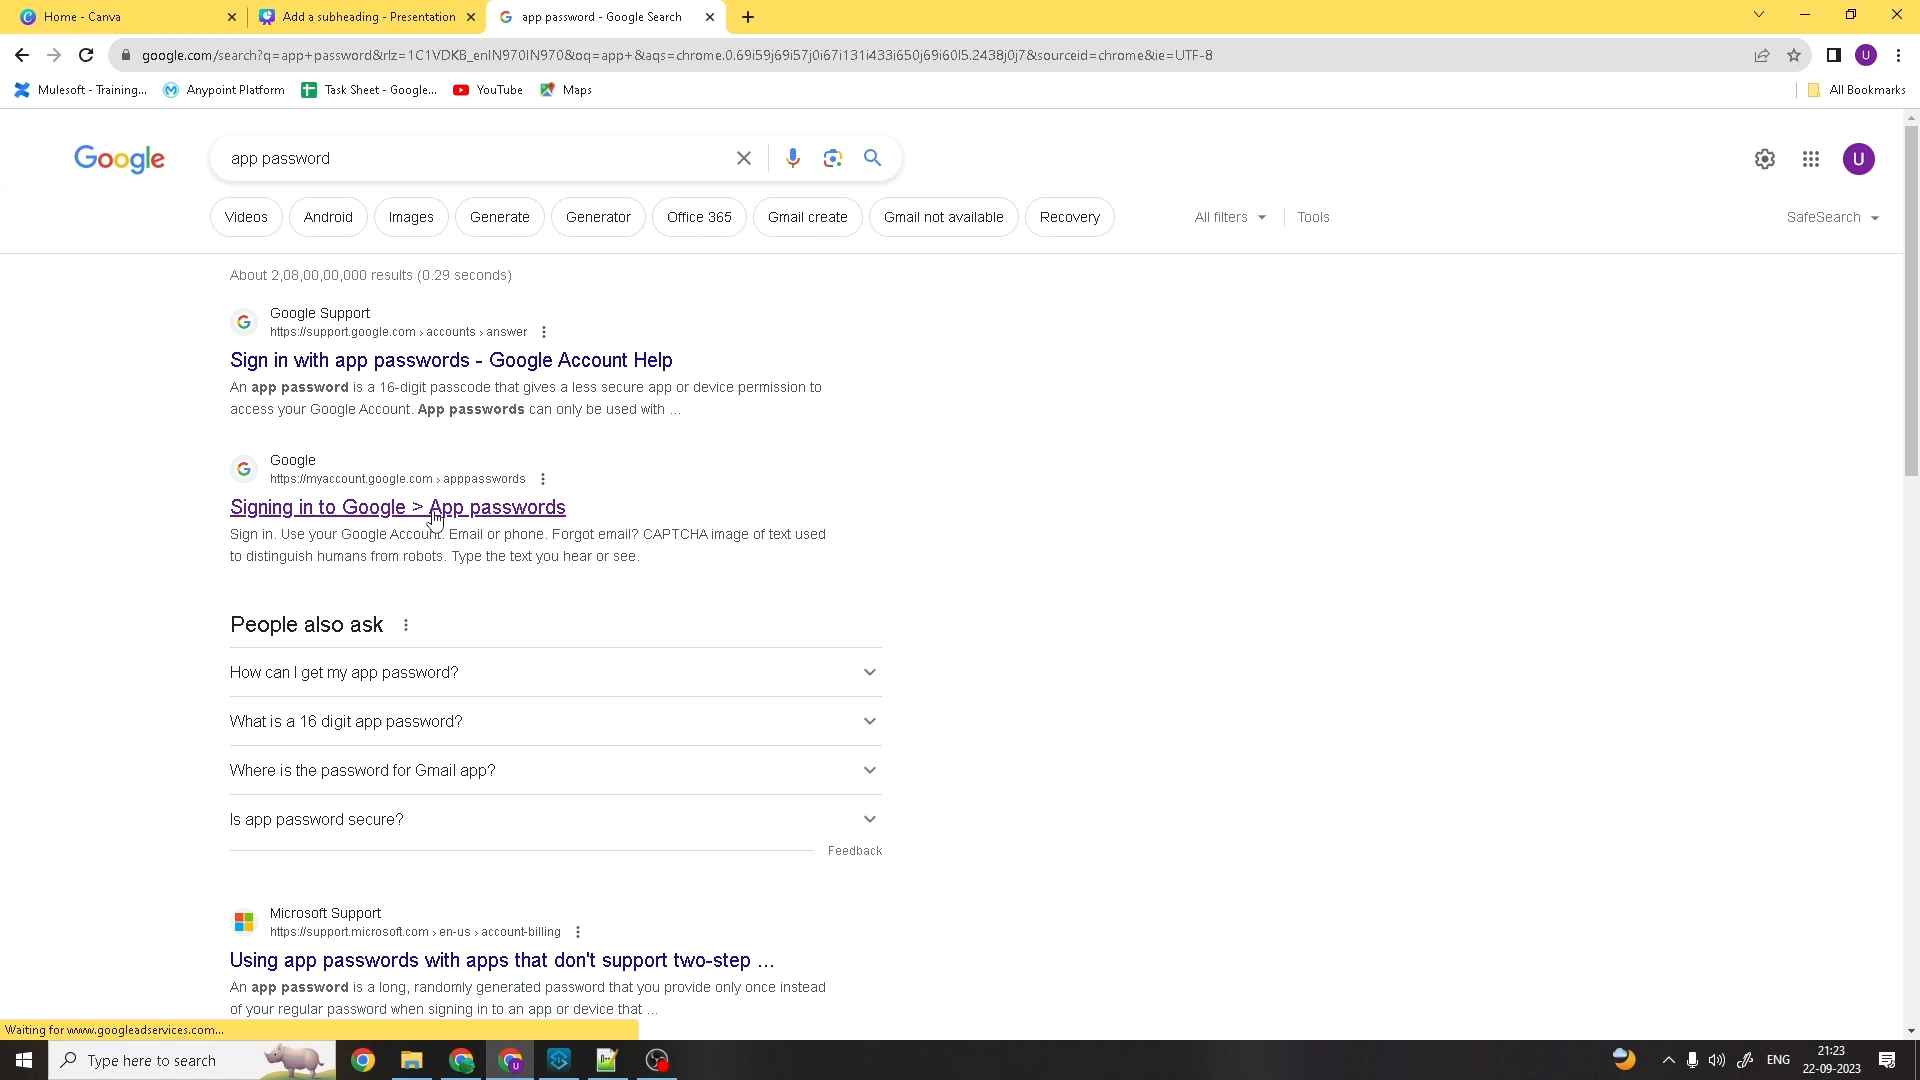 Home - Canva
Add a subheading - Presentation
app password - Google Search
google.com/search?q=app+password&rlz=1C1VDKB_enIN970IN970&oq=app+&aqs=chrome.0.69i59j69i57j0i67i131i433i650j69i60l5.2438j0j7&sourceid=chrome&ie=UTF-8
U
Mulesoft - Training...
Anypoint Platform
Task Sheet - Google...
YouTube
Maps
All Bookmarks
Google
app password
U
Videos
Android
Images
Generate
Generator
Office 365
Gmail create
Gmail not available
Recovery
All filters
Tools
SafeSearch
About 2,08,00,00,000 results (0.29 seconds)
Google Support
https://support.google.com › accounts › answer
Sign in with app passwords - Google Account Help
An app password is a 16-digit passcode that gives a less secure app or device permission to
access your Google Account. App passwords can only be used with ...
Google
https://myaccount.google.com › apppasswords
Signing in to Google > App passwords
Sign in. Use your Google Account. Email or phone. Forgot email? CAPTCHA image of text used
to distinguish humans from robots. Type the text you hear or see.
People also ask
How can I get my app password?
What is a 16 digit app password?
Where is the password for Gmail app?
Is app password secure?
Feedback
Microsoft Support
https://support.microsoft.com › en-us › account-billing
Using app passwords with apps that don't support two-step ...
An app password is a long, randomly generated password that you provide only once instead
of your regular password when signing in to an app or device that ...
Waiting for www.googleadservices.com...
Type here to search
ENG
21:23
22-09-2023